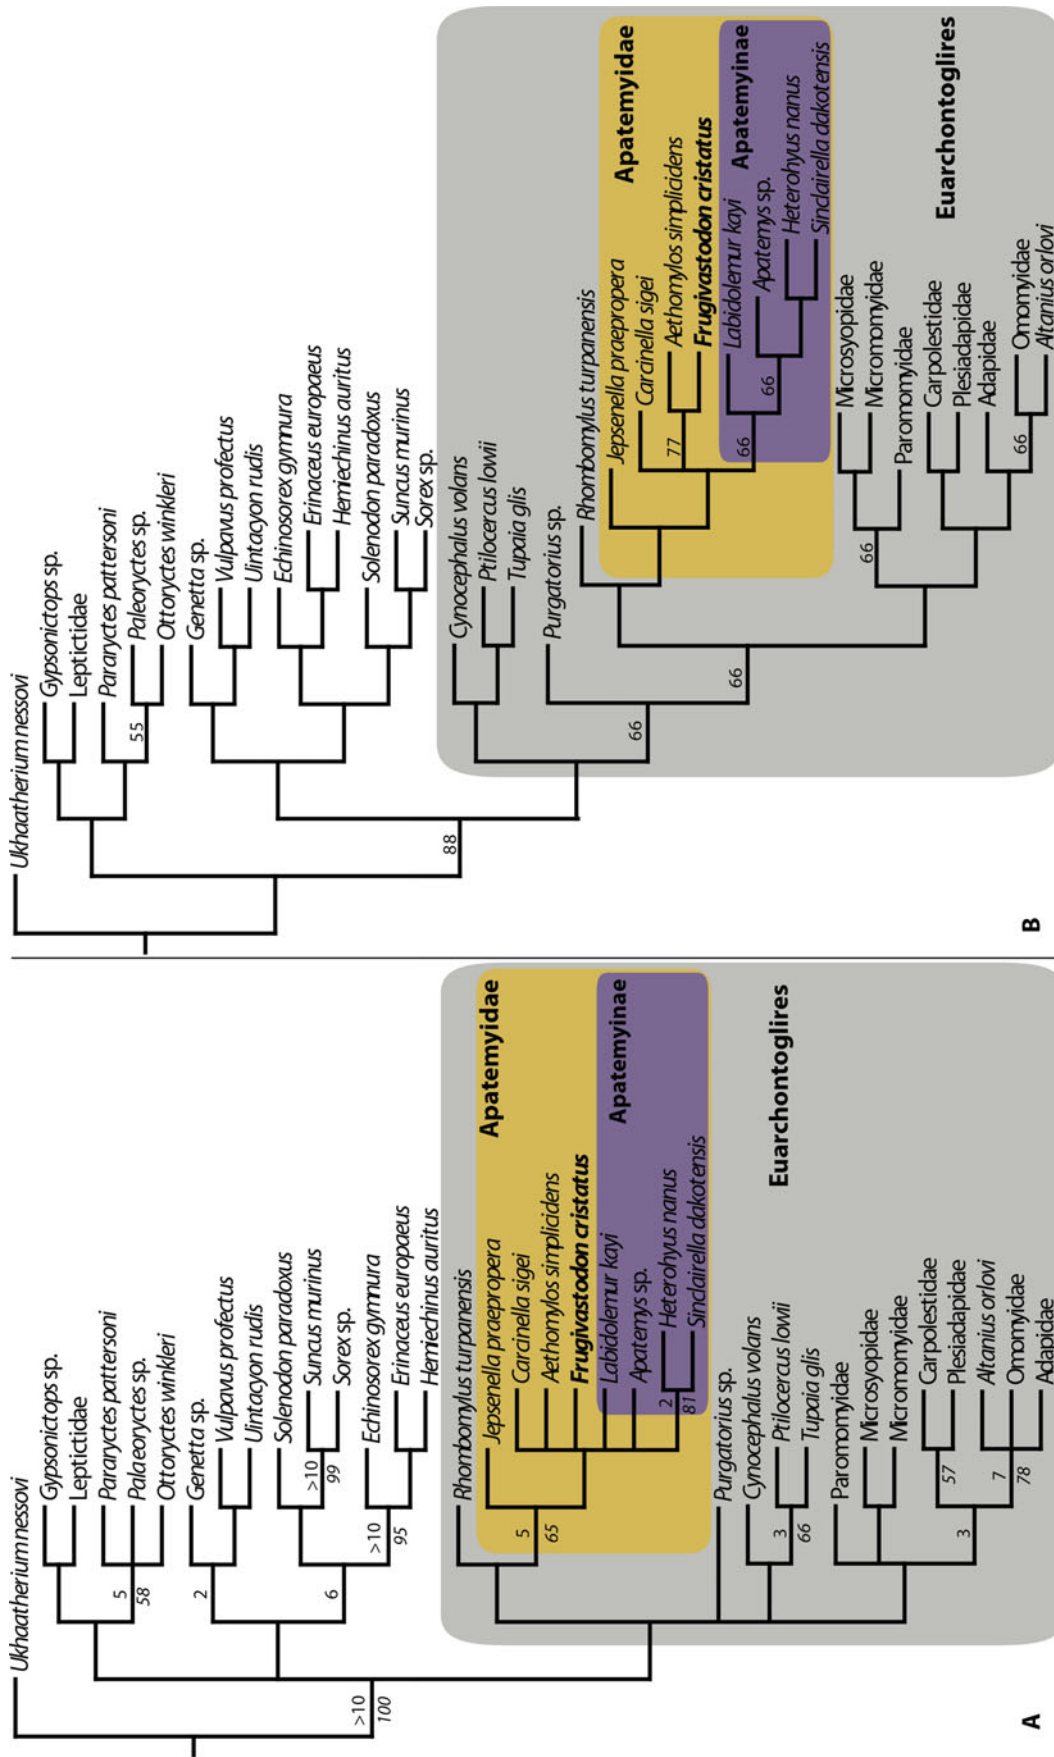 Ukhaatherium nessovi
Gypsonictops sp.
Leptictidae
Pararyctes pattersoni
Palaeoryctes sp.
Ottoryctes winkleri
Genetta sp.
Vulpavus profectus
Uintacyon rudis
Solenodon paradoxus
Suncus murinus
Sorex sp.
Echinosorex gymnura
Erinaceus europaeus
Hemiechinus auritus
Rhombomylus turpanensis
Jepsenella praepropera
Carcinella sigei
Aethomylos simplicidens
Frugivastodon cristatus
Labidolemur kayi
Apatemys sp.
Heterohyus nanus
Sinclairella dakotensis
Purgatorius sp.
Cynocephalus volans
Ptilocercus lowii
Tupaia glis
Paromomyidae
Microsyopidae
Micromomyidae
Carpolestidae
Plesiadapidae
Altanius orlovi
Omomyidae
Adapidae
Apatemyidae
Apatemyinae
Euarchontoglires
>10
100
5
58
2
6
>10
99
>10
95
5
65
2
81
3
66
3
57
7
78
A
Ukhaatherium nessovi
Gypsonictops sp.
Leptictidae
Pararyctes pattersoni
Paleoryctes sp.
Ottoryctes winkleri
Genetta sp.
Vulpavus profectus
Uintacyon rudis
Echinosorex gymnura
Erinaceus europaeus
Hemiechinus auritus
Solenodon paradoxus
Suncus murinus
Sorex sp.
Cynocephalus volans
Ptilocercus lowii
Tupaia glis
Purgatorius sp.
Rhombomylus turpanensis
Jepsenella praepropera
Carcinella sigei
Aethomylos simplicidens
Frugivastodon cristatus
Labidolemur kayi
Apatemys sp.
Heterohyus nanus
Sinclairella dakotensis
Microsyopidae
Micromomyidae
Paromomyidae
Carpolestidae
Plesiadapidae
Adapidae
Omomyidae
Altanius orlovi
Apatemyidae
Apatemyinae
Euarchontoglires
55
88
66
66
77
66
66
66
66
B